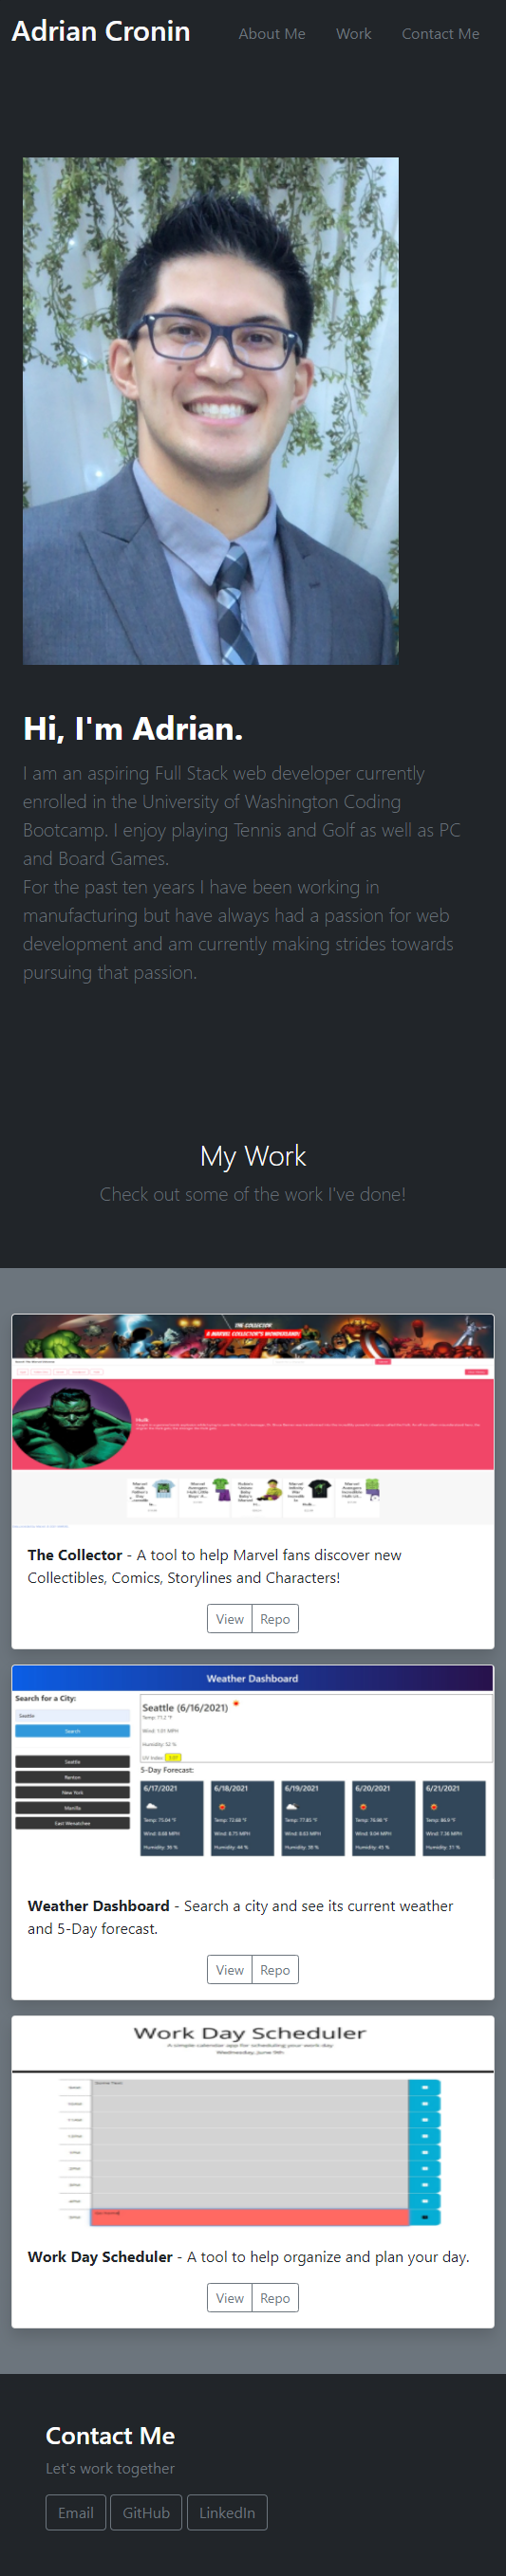 Adrian Cronin
About Me
Work
Contact Me
Hi, I'm Adrian.
I am an aspiring Full Stack web developer currently
enrolled in the University of Washington Coding
Bootcamp. I enjoy playing Tennis and Golf as well as PC
and Board Games.
For the past ten years I have been working in
manufacturing but have always had a passion for web
development and am currently making strides towards
pursuing that passion.
My Work
Check out some of the work I've done!
THE COLLECTOR
A MARVEL COLLECTOR'S WONDERLAND!
Hulk
The Collector - A tool to help Marvel fans discover new
Collectibles, Comics, Storylines and Characters!
View
Repo
Weather Dashboard
Search for a City:
Seattle
Search
Seattle
Renton
New York
Manilla
East Wenatchee
Seattle (6/16/2021)
Temp: 71.2 °F
Wind: 1.01 MPH
Humidity: 52 %
UV Index:
5-Day Forecast:
6/17/2021
6/18/2021
6/19/2021
6/20/2021
6/21/2021
Weather Dashboard - Search a city and see its current weather
and 5-Day forecast.
View
Repo
Work Day Scheduler
A simple calendar app for scheduling your work day
Wednesday, June 9th
Work Day Scheduler - A tool to help organize and plan your day.
View
Repo
Contact Me
Let's work together
Email
GitHub
LinkedIn